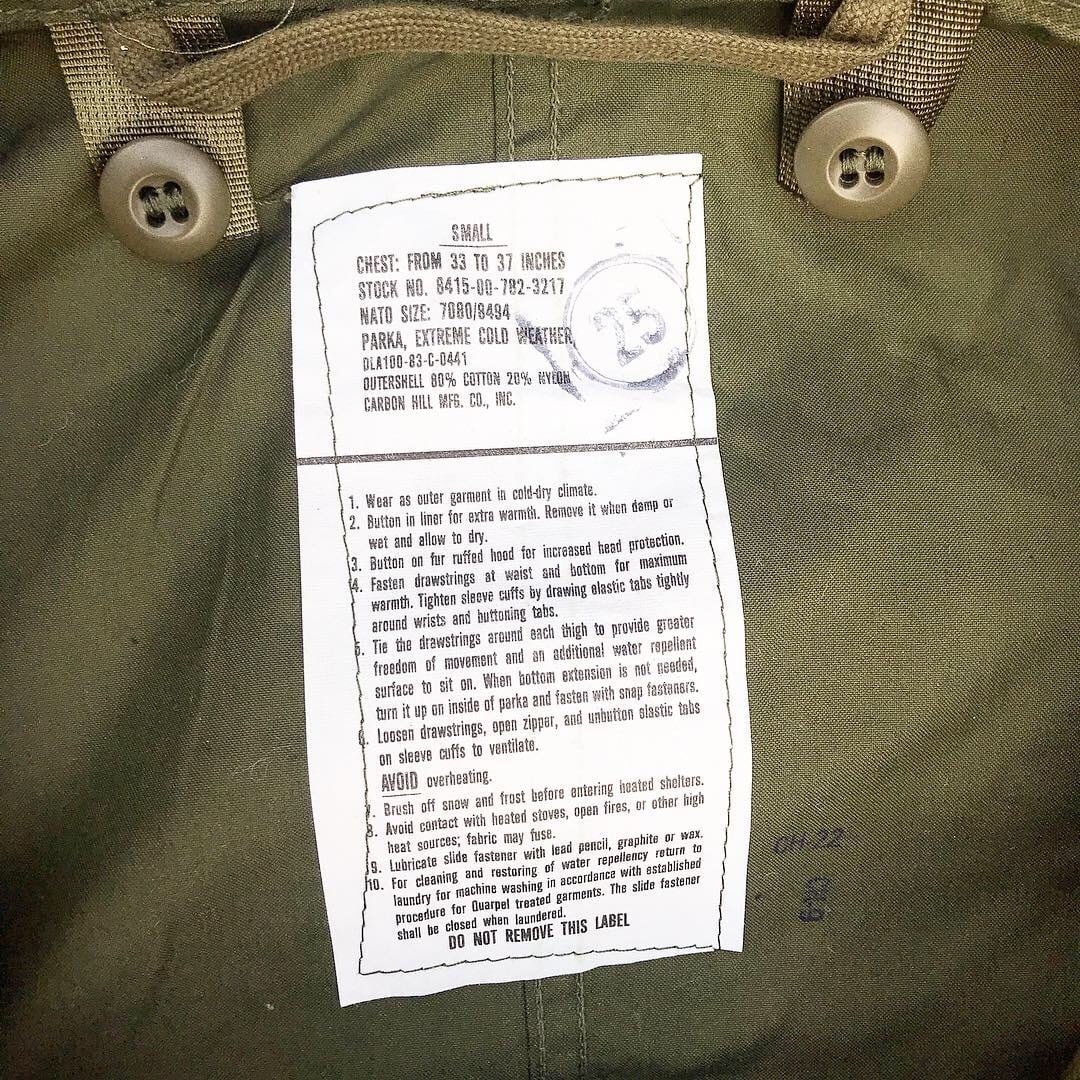 SMALL
CHEST: FROM 33 TO 37 INCHES
STOCK NO. 8415-00-782-3217
NATO SIZE: 7080/8494
PARKA, EXTREME COLD WEATHER,
DLA100-83-C-0441
OUTERSHELL 80% COTTON 20% NYLON
CARBON HILL MFG. CO., INC.
25
1. Wear as outer garment in cold-dry climate.
2. Button in liner for extra warmth. Remove it when damp or
wet and allow to dry.
3. Button on fur ruffed hood for increased head protection.
4. Fasten drawstrings at waist and bottom for maximum
warmth. Tighten sleeve cuffs by drawing elastic tabs tightly
around wrists and buttoning tabs.
5. Tie the drawstrings around each thigh to provide greater
freedom of movement and an additional water repellent
surface to sit on. When bottom extension is not needed,
turn it up on inside of parka and fasten with snap fasteners.
6. Loosen drawstrings, open zipper, and unbutton elastic tabs
on sleeve cuffs to ventilate.
AVOID overheating.
7. Brush off snow and frost before entering heated shelters.
8. Avoid contact with heated stoves, open fires, or other high
heat sources; fabric may fuse.
9. Lubricate slide fastener with lead pencil, graphite or wax.
10. For cleaning and restoring of water repellency return to
laundry for machine washing in accordance with established
procedure for Quarpel treated garments. The slide fastener
shall be closed when laundered.
DO NOT REMOVE THIS LABEL